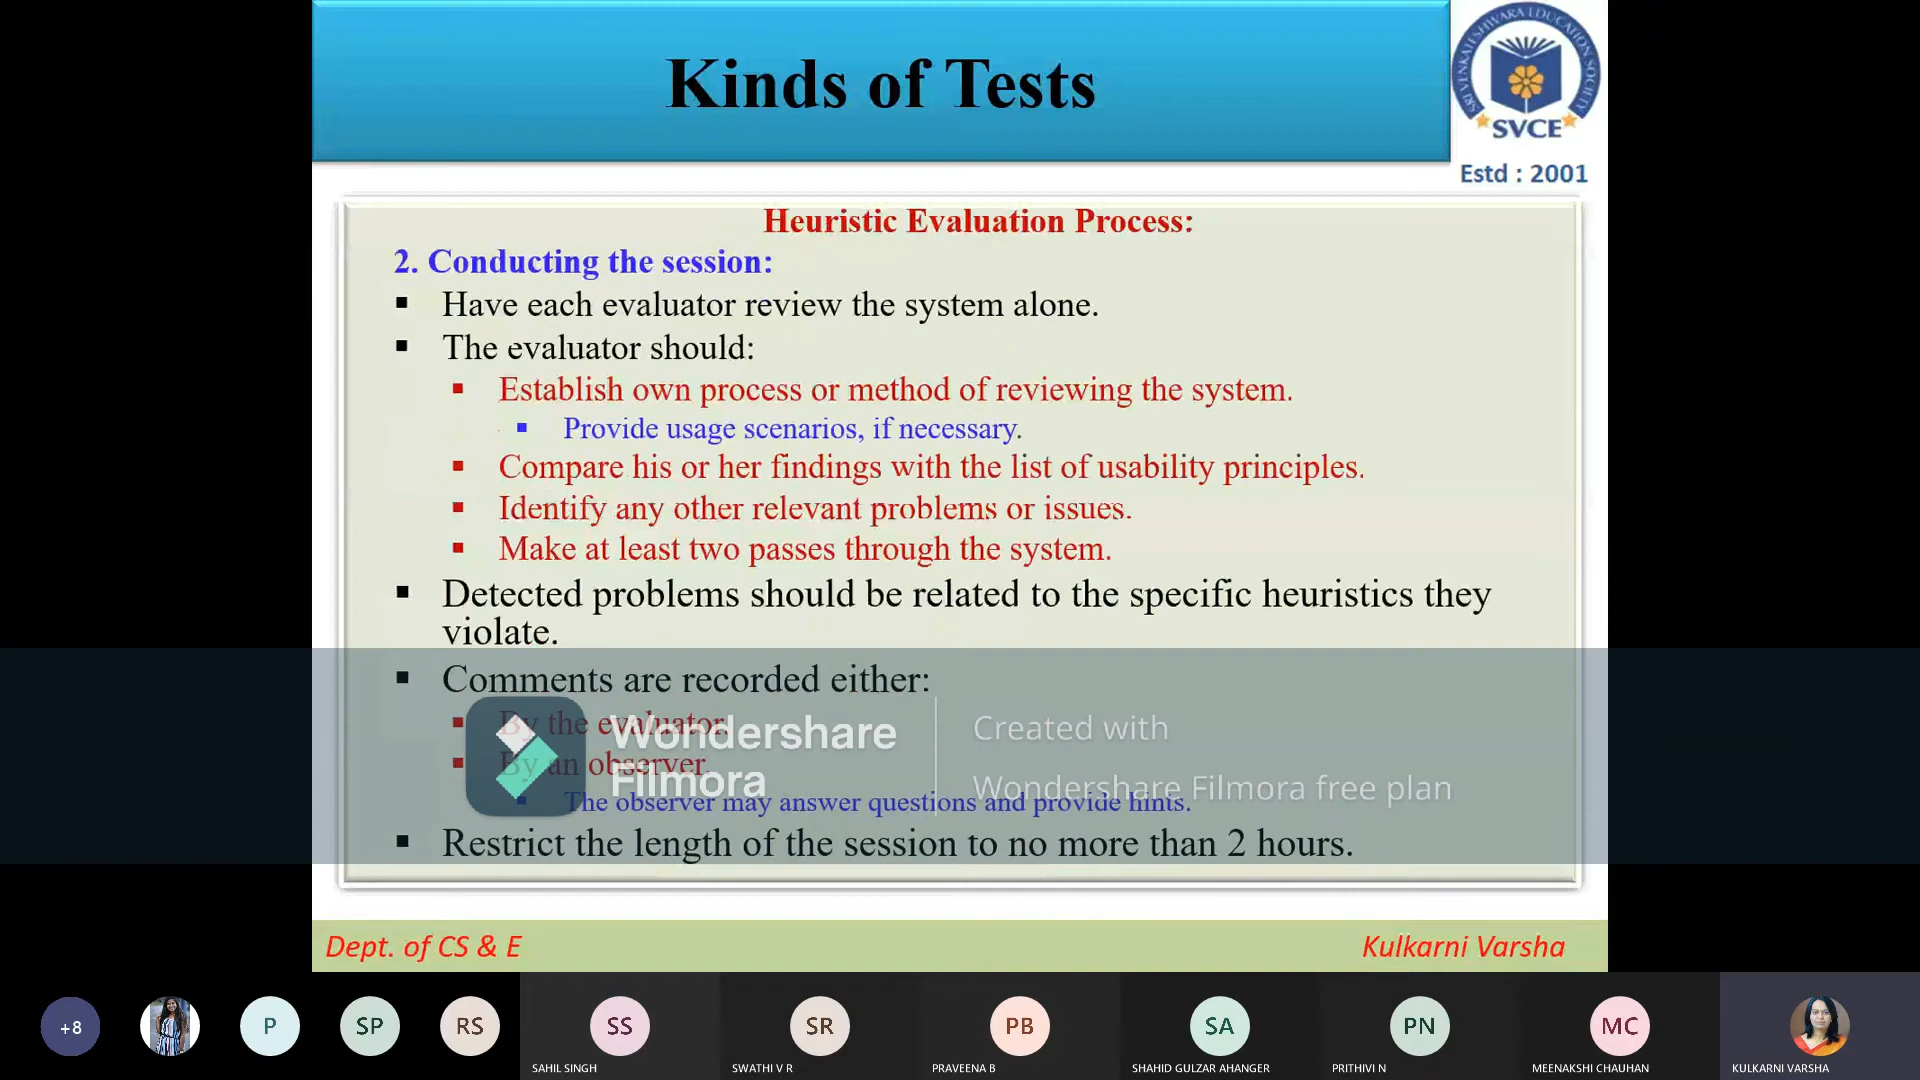 Kinds of Tests
SRI VENKATESHWARA EDUCATION SOCIETY
SVCE
Estd : 2001
Heuristic Evaluation Process:
2. Conducting the session:
Have each evaluator review the system alone.
The evaluator should:
Establish own process or method of reviewing the system.
Provide usage scenarios, if necessary.
Compare his or her findings with the list of usability principles.
Identify any other relevant problems or issues.
Make at least two passes through the system.
Detected problems should be related to the specific heuristics they
violate.
Comments are recorded either:
By the evaluator.
By an observer.
The observer may answer questions and provide hints.
Restrict the length of the session to no more than 2 hours.
Wondershare
Filmora
Created with
Wondershare Filmora free plan
Dept. of CS & E
Kulkarni Varsha
+8
P
SP
RS
SS
SR
PB
SA
PN
MC
SAHIL SINGH
SWATHI V R
PRAVEENA B
SHAHID GULZAR AHANGER
PRITHIVI N
MEENAKSHI CHAUHAN
KULKARNI VARSHA